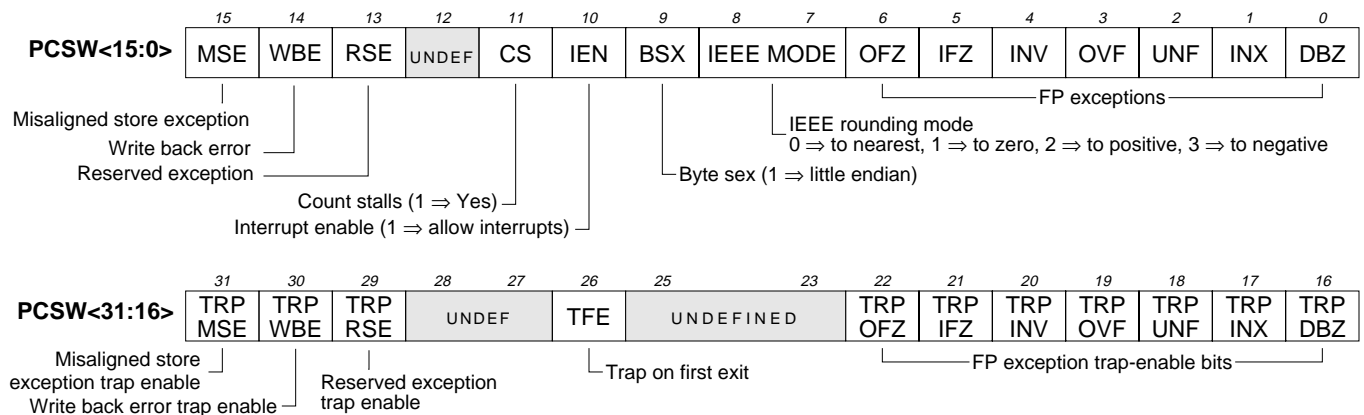 15 14 13 12 11 10 9 8 7 6 5 4 3 2 1 0
PCSW<15:0> MSE WBE RSE UNDEF CS IEN BSX IEEE MODE OFZ IFZ INV OVF UNF INX DBZ
Misaligned store exception
Write back error
Reserved exception
Count stalls (1 ⇒ Yes)
Interrupt enable (1 ⇒ allow interrupts)
FP exceptions
IEEE rounding mode
0 ⇒ to nearest, 1 ⇒ to zero, 2 ⇒ to positive, 3 ⇒ to negative
Byte sex (1 ⇒ little endian)
31 30 29 28 27 26 25 23 22 21 20 19 18 17 16
PCSW<31:16> TRP MSE TRP WBE TRP RSE UNDEF TFE UNDEFINED TRP OFZ TRP IFZ TRP INV TRP OVF TRP UNF TRP INX TRP DBZ
Misaligned store
exception trap enable
Write back error trap enable
Reserved exception
trap enable
Trap on first exit
FP exception trap-enable bits